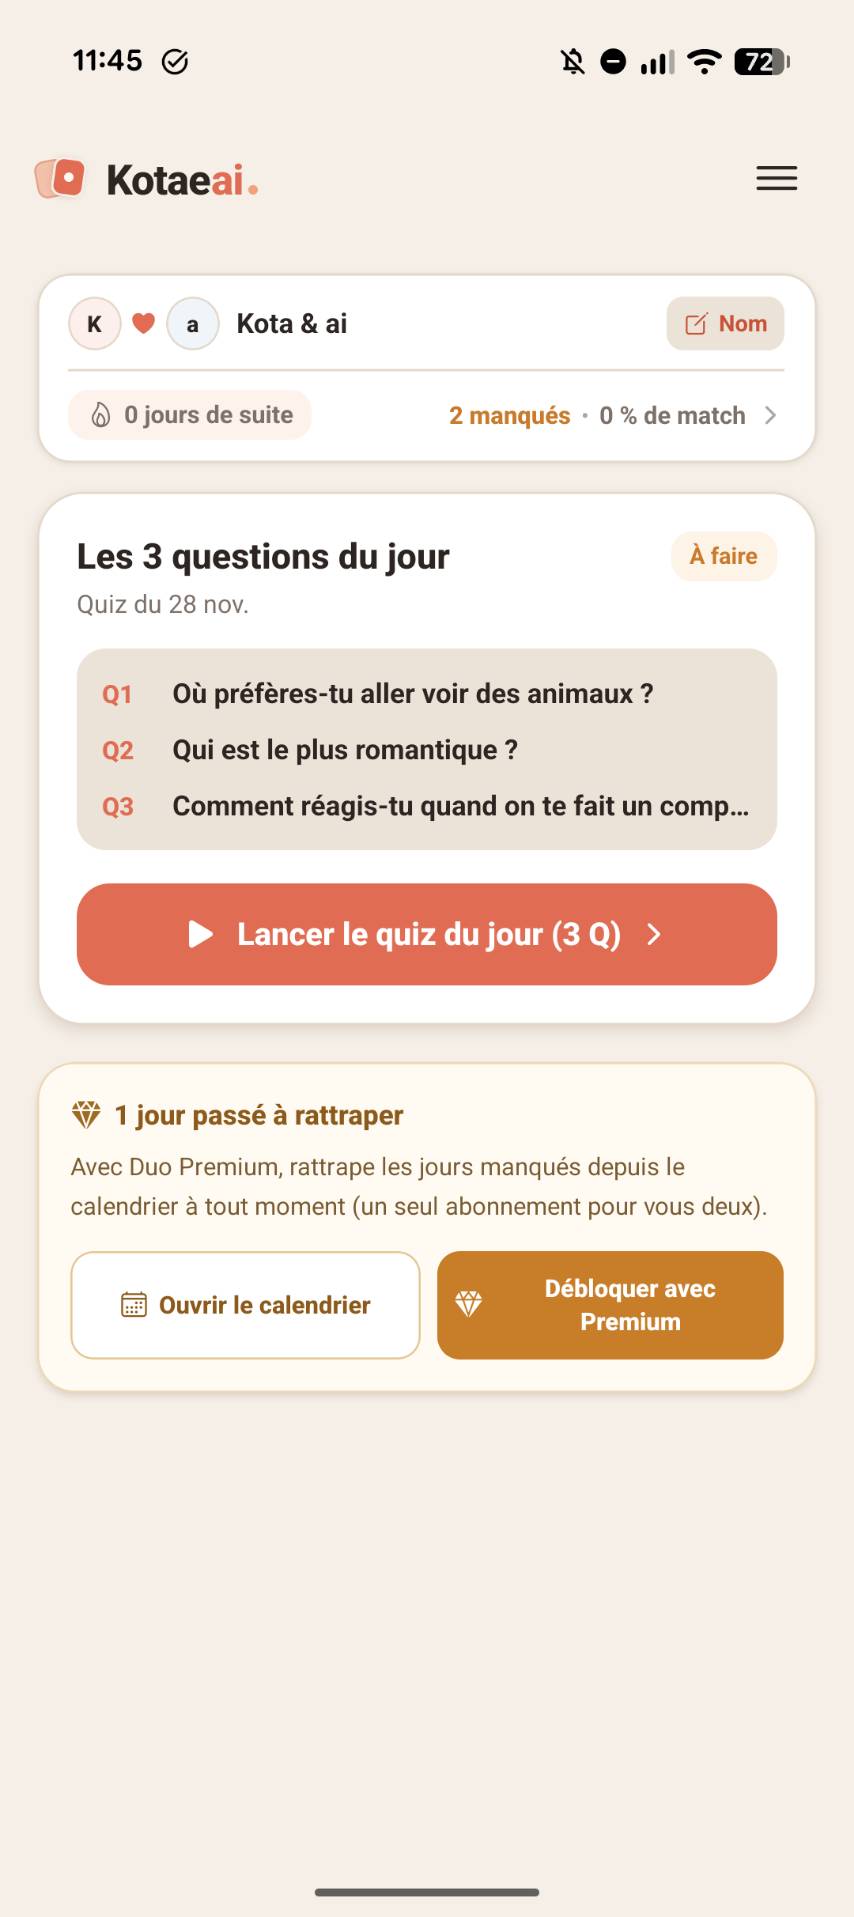 11:45
72
Kotaeai.
K a Kota & ai Nom
0 jours de suite 2 manqués · 0 % de match
Les 3 questions du jour À faire
Quiz du 28 nov.
Q1 Où préfères-tu aller voir des animaux ?
Q2 Qui est le plus romantique ?
Q3 Comment réagis-tu quand on te fait un comp...
Lancer le quiz du jour (3 Q)
1 jour passé à rattraper
Avec Duo Premium, rattrape les jours manqués depuis le
calendrier à tout moment (un seul abonnement pour vous deux).
Ouvrir le calendrier
Débloquer avec
Premium